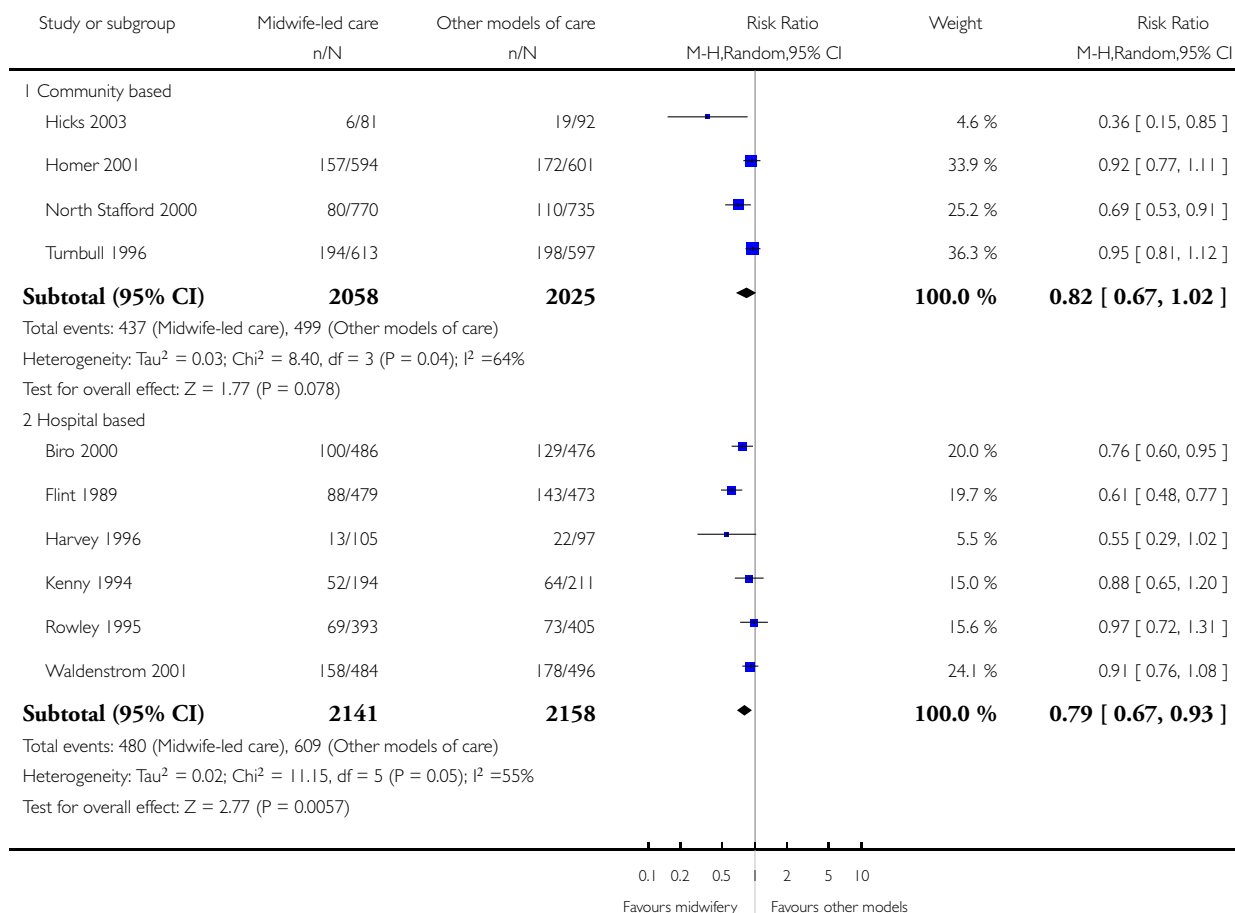 Study or subgroup Midwife-led care Other models of care Risk Ratio Weight Risk Ratio
n/N n/N M-H,Random,95% CI M-H,Random,95% CI
1 Community based
Hicks 2003 6/81 19/92 4.6 % 0.36 [ 0.15, 0.85 ]
Homer 2001 157/594 172/601 33.9 % 0.92 [ 0.77, 1.11 ]
North Stafford 2000 80/770 110/735 25.2 % 0.69 [ 0.53, 0.91 ]
Turnbull 1996 194/613 198/597 36.3 % 0.95 [ 0.81, 1.12 ]
Subtotal (95% CI) 2058 2025 100.0 % 0.82 [ 0.67, 1.02 ]
Total events: 437 (Midwife-led care), 499 (Other models of care)
Heterogeneity: Tau² = 0.03; Chi² = 8.40, df = 3 (P = 0.04); I² =64%
Test for overall effect: Z = 1.77 (P = 0.078)
2 Hospital based
Biro 2000 100/486 129/476 20.0 % 0.76 [ 0.60, 0.95 ]
Flint 1989 88/479 143/473 19.7 % 0.61 [ 0.48, 0.77 ]
Harvey 1996 13/105 22/97 5.5 % 0.55 [ 0.29, 1.02 ]
Kenny 1994 52/194 64/211 15.0 % 0.88 [ 0.65, 1.20 ]
Rowley 1995 69/393 73/405 15.6 % 0.97 [ 0.72, 1.31 ]
Waldenstrom 2001 158/484 178/496 24.1 % 0.91 [ 0.76, 1.08 ]
Subtotal (95% CI) 2141 2158 100.0 % 0.79 [ 0.67, 0.93 ]
Total events: 480 (Midwife-led care), 609 (Other models of care)
Heterogeneity: Tau² = 0.02; Chi² = 11.15, df = 5 (P = 0.05); I² =55%
Test for overall effect: Z = 2.77 (P = 0.0057)
0.1 0.2 0.5 1 2 5 10
Favours midwifery Favours other models